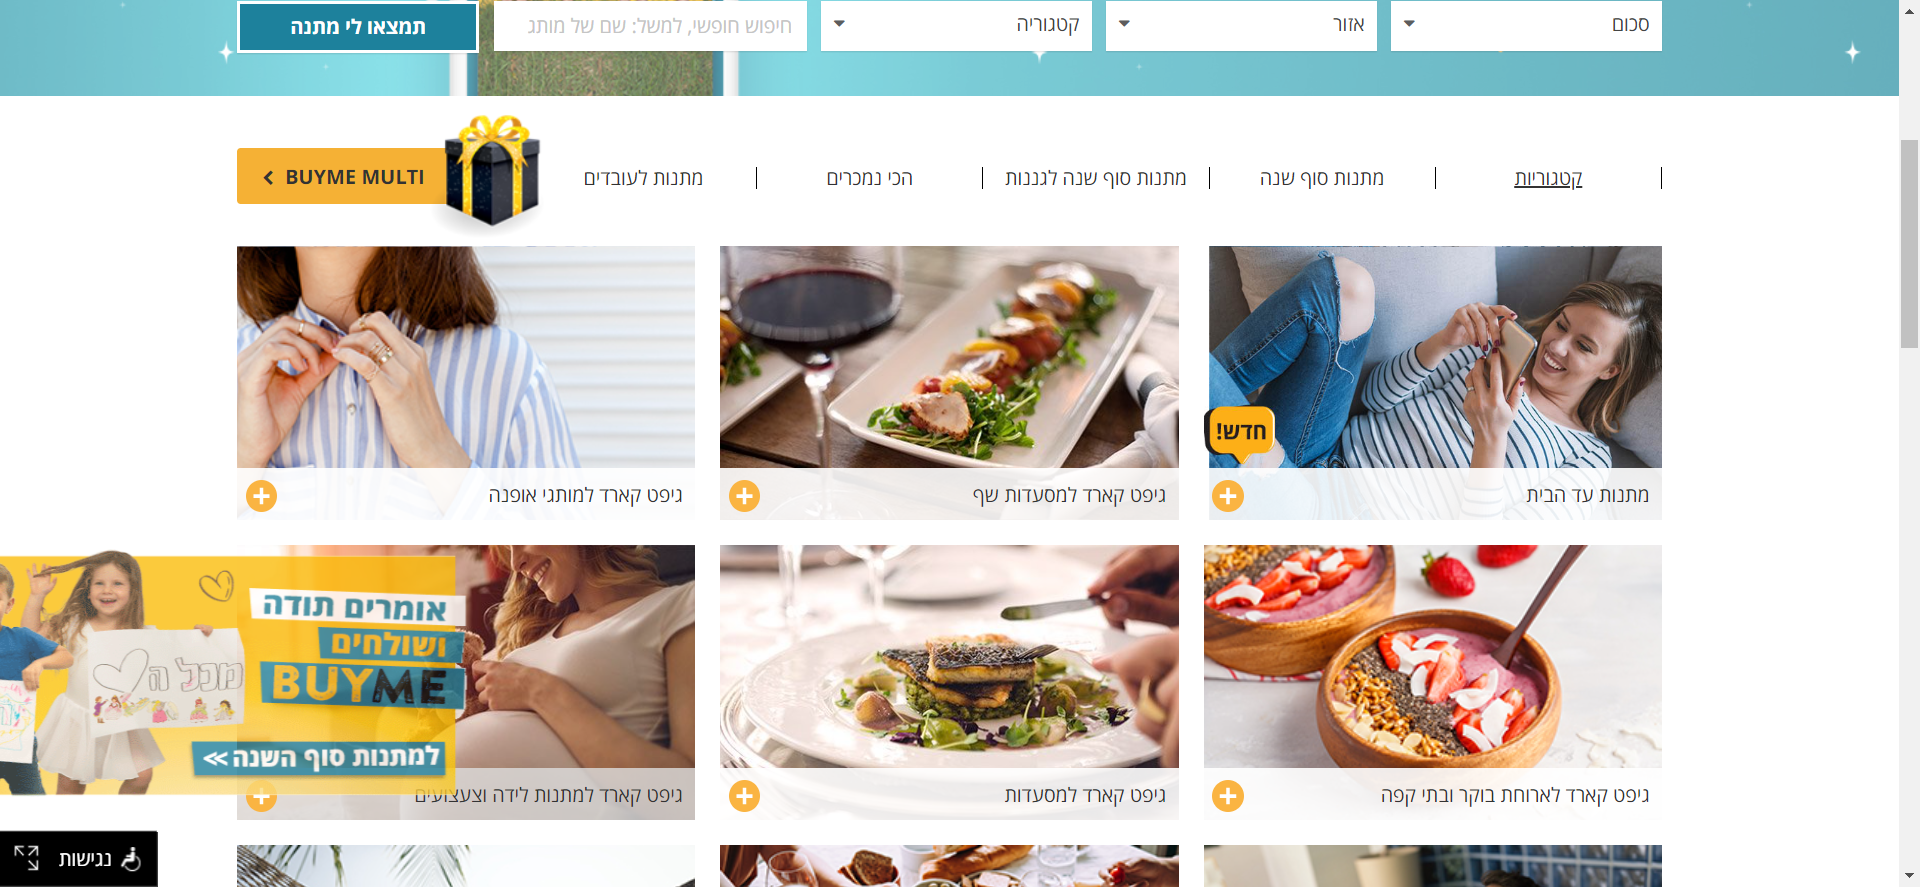 סכום
אזור
קטגוריה
חיפוש חופשי, למשל: שם של מותג
תמצאו לי מתנה
קטגוריות
מתנות סוף שנה
מתנות סוף שנה לגננות
הכי נמכרים
מתנות לעובדים
BUYME MULTI
חדש!
מתנות עד הבית
גיפט קארד למסעדות שף
גיפט קארד למותגי אופנה
גיפט קארד לארוחת בוקר ובתי קפה
גיפט קארד למסעדות
גיפט קארד למתנות לידה וצעצועים
אומרים תודה
ושולחים
BUYME
מכל ה
למתנות סוף השנה >>
נגישות